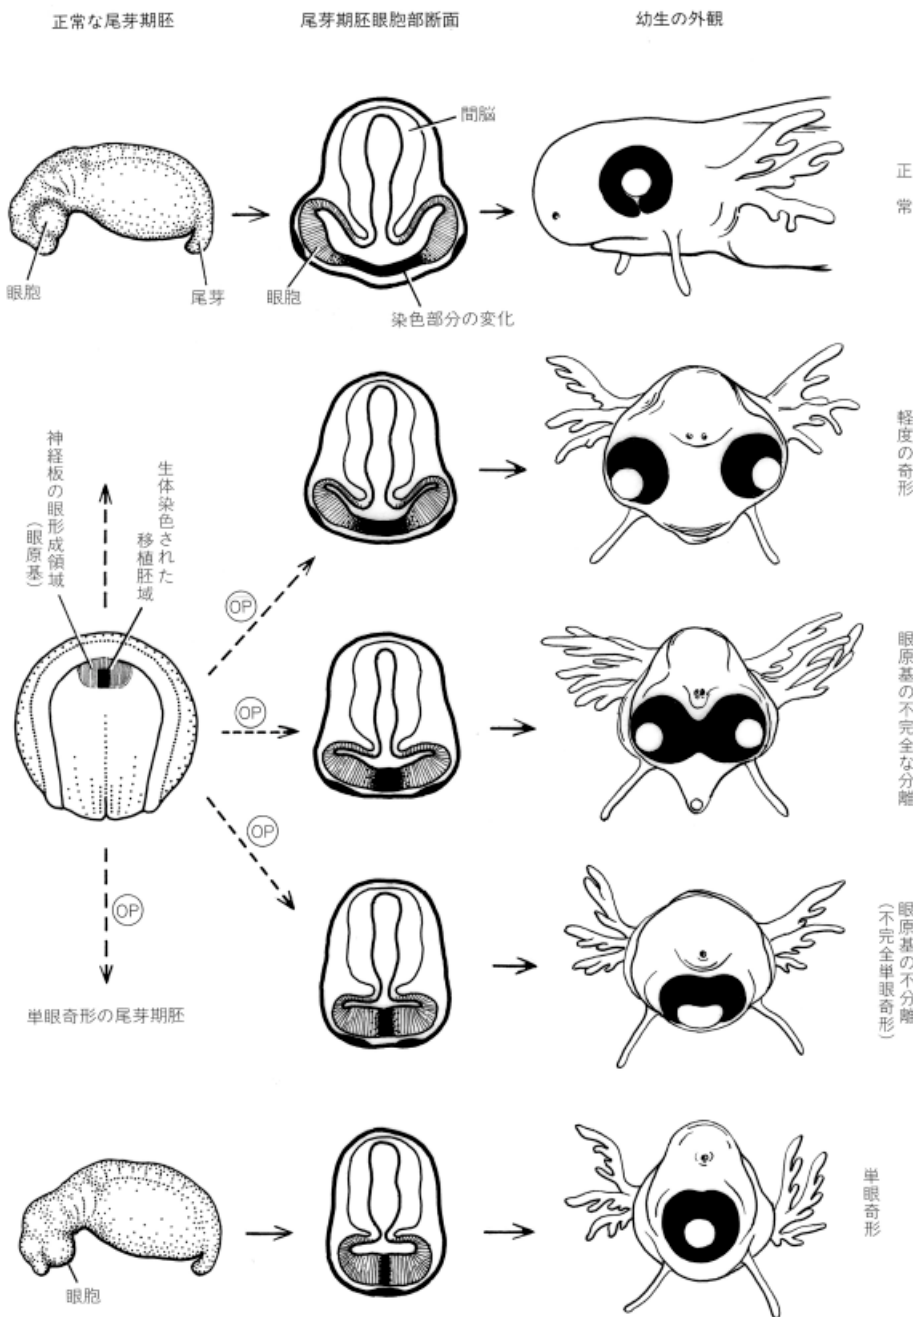 正常な尾芽期胚
尾芽期胚眼胞部断面
幼生の外観
間脳
眼胞
尾芽
眼胞
染色部分の変化
正常
軽度の奇形
神経板の眼形成領域
(眼原基)
生体染色された
移植胚域
OP
OP
OP
OP
眼原基の不完全な分離
眼原基の不分離
(不完全単眼奇形)
単眼奇形の尾芽期胚
眼胞
単眼奇形